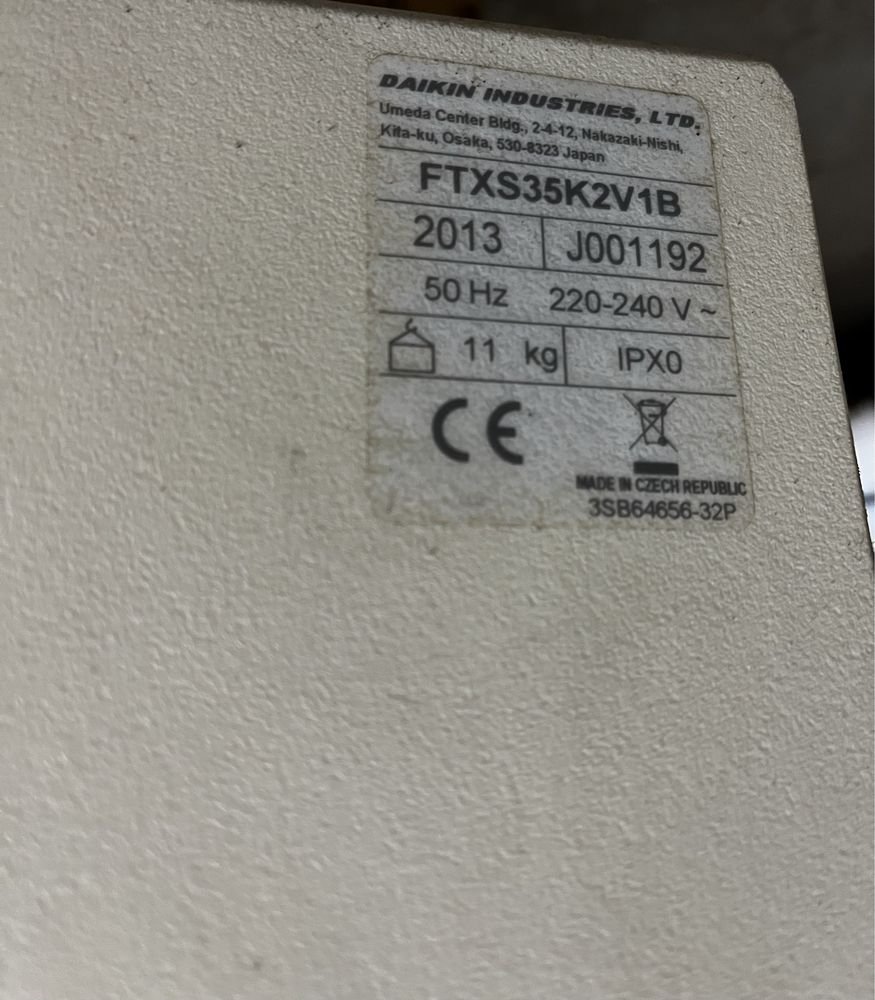 DAIKIN INDUSTRIES, LTD.
Umeda Center Bldg., 2-4-12, Nakazaki-Nishi,
Kita-ku, Osaka, 530-8323 Japan
FTXS35K2V1B
2013 J001192
50 Hz 220-240 V ~
11 kg IPX0
CE
MADE IN CZECH REPUBLIC
3SB64656-32P